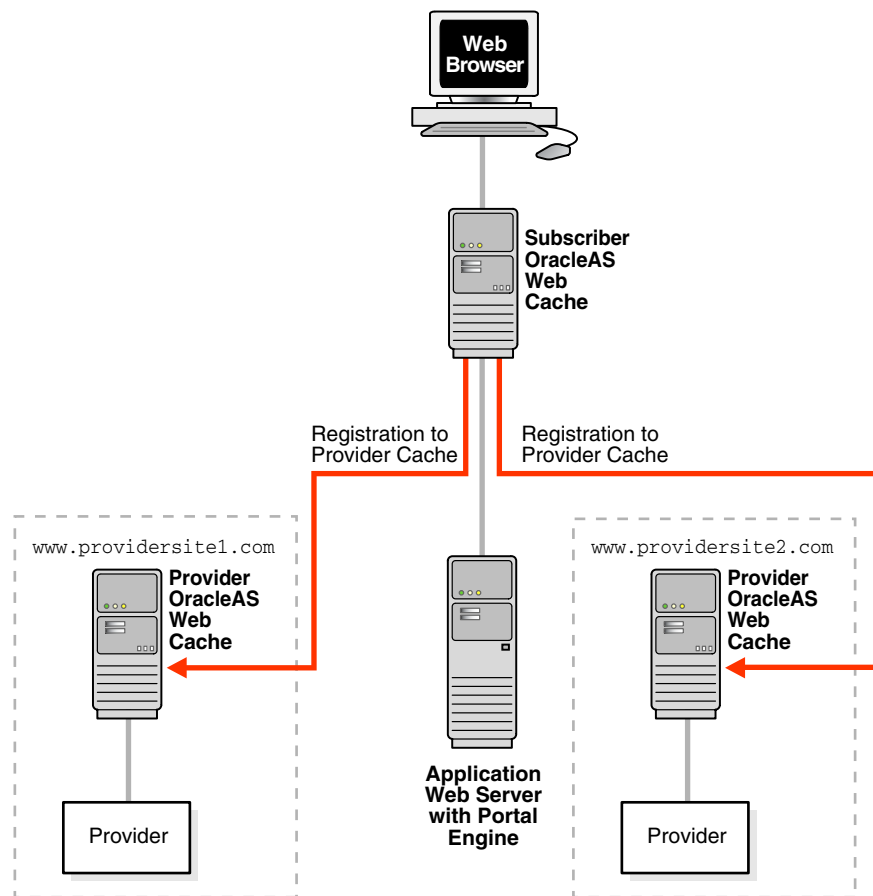 Web
Browser
Subscriber
OracleAS
Web
Cache
Registration to
Provider Cache
Registration to
Provider Cache
www.providersite1.com
Provider
OracleAS
Web
Cache
Provider
Application
Web Server
with Portal
Engine
www.providersite2.com
Provider
OracleAS
Web
Cache
Provider